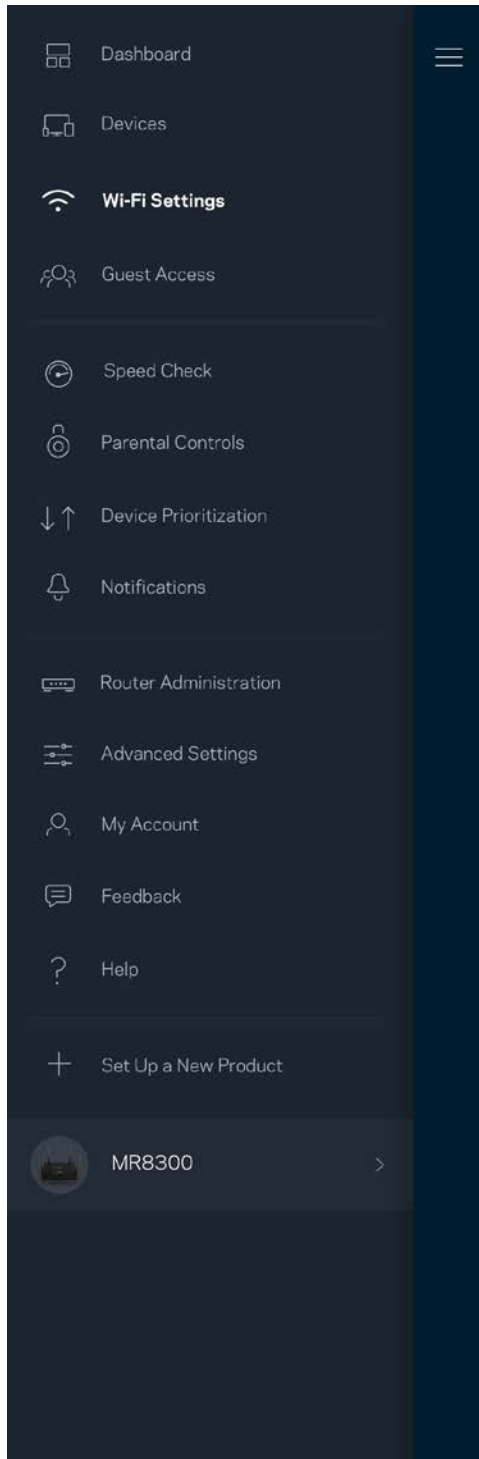 Dashboard
Devices
Wi-Fi Settings
Guest Access
Speed Check
Parental Controls
Device Prioritization
Notifications
Router Administration
Advanced Settings
My Account
Feedback
Help
Set Up a New Product
MR8300